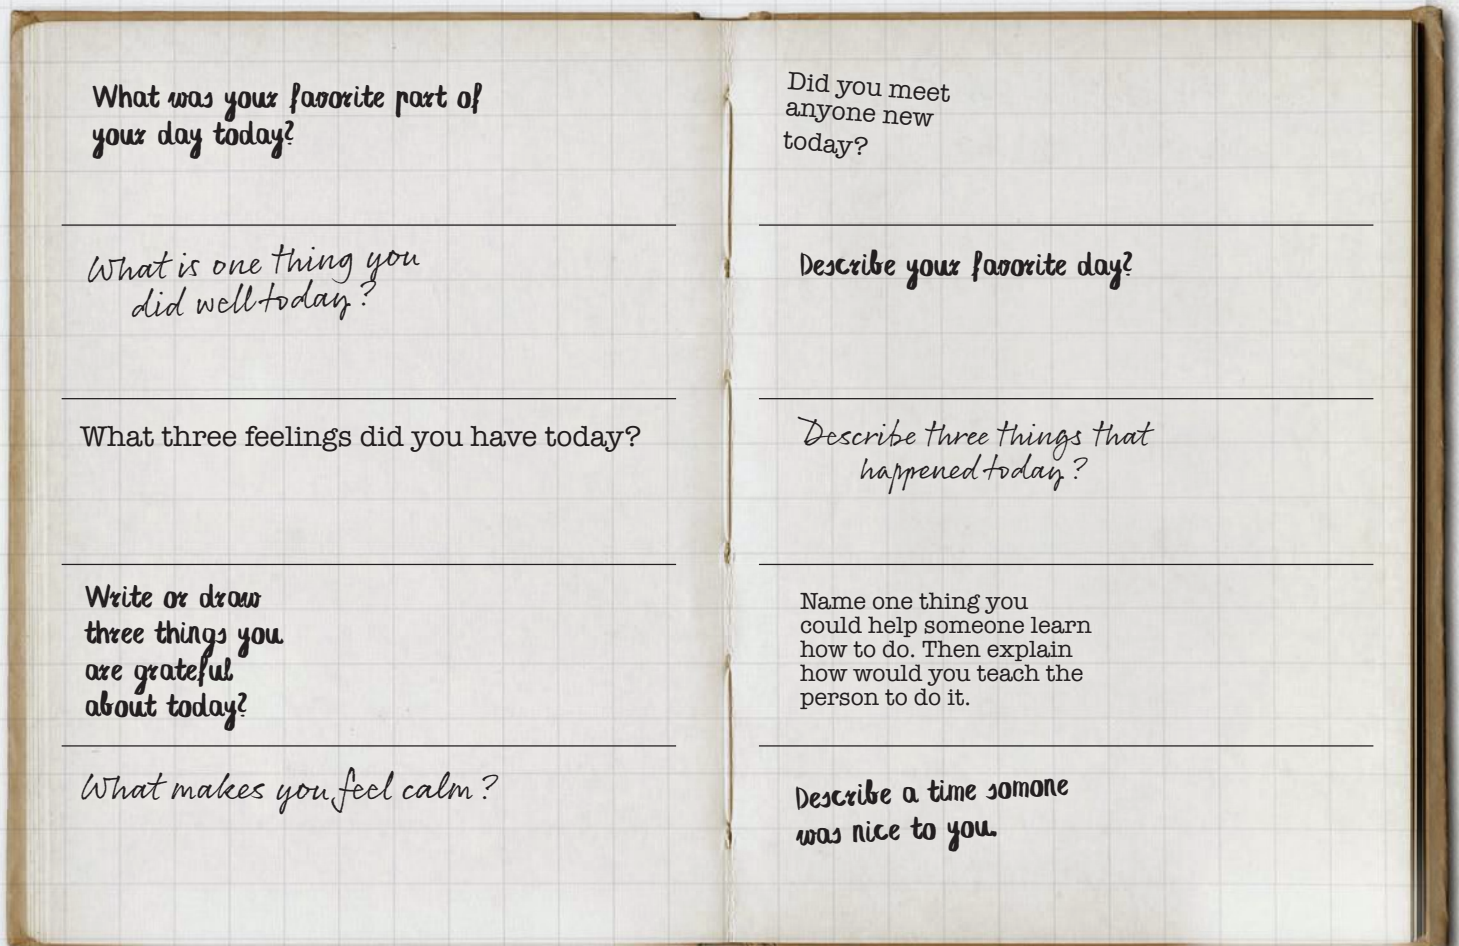 What was your favorite part of
your day today?
What is one thing you
did well today?
What three feelings did you have today?
Write or draw
three things you
are grateful
about today?
What makes you feel calm?
Did you meet
anyone new
today?
Describe your favorite day?
Describe three things that
happened today?
Name one thing you
could help someone learn
how to do. Then explain
how would you teach the
person to do it.
Describe a time somone
was nice to you.